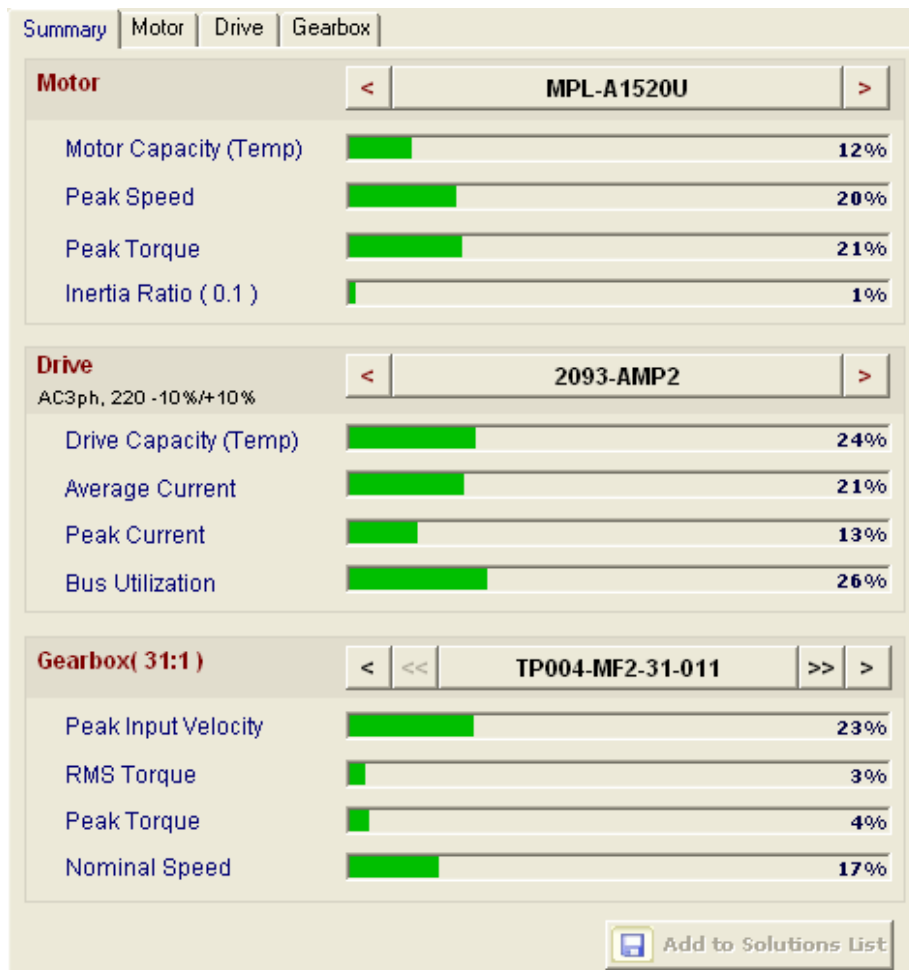 Summary Motor Drive Gearbox
Motor < MPL-A1520U >
Motor Capacity (Temp) 12%
Peak Speed 20%
Peak Torque 21%
Inertia Ratio ( 0.1 ) 1%
Drive < 2093-AMP2 >
AC3ph, 220 -10%/+10%
Drive Capacity (Temp) 24%
Average Current 21%
Peak Current 13%
Bus Utilization 26%
Gearbox( 31:1 ) < << TP004-MF2-31-011 >> >
Peak Input Velocity 23%
RMS Torque 3%
Peak Torque 4%
Nominal Speed 17%
Add to Solutions List